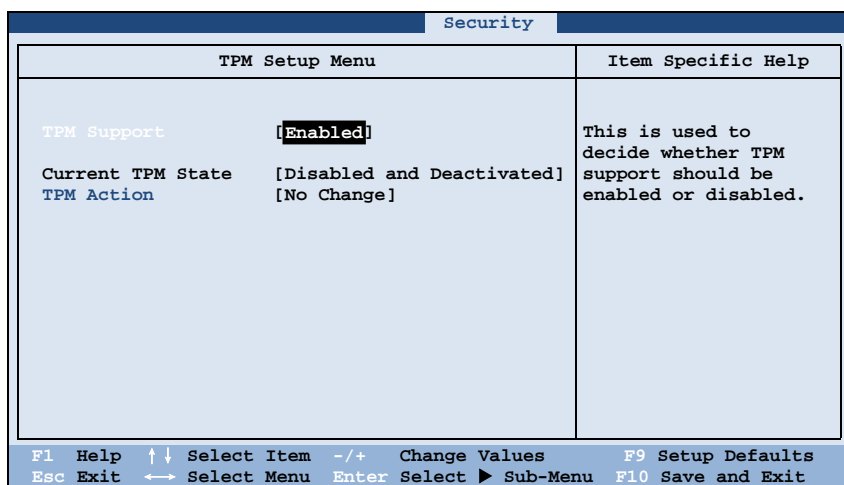 Security
TPM Setup Menu
Item Specific Help
TPM Support [Enabled]
Current TPM State [Disabled and Deactivated]
TPM Action [No Change]
This is used to
decide whether TPM
support should be
enabled or disabled.
F1 Help ↑↓ Select Item -/+ Change Values F9 Setup Defaults
Esc Exit ←→ Select Menu Enter Select ▶ Sub-Menu F10 Save and Exit